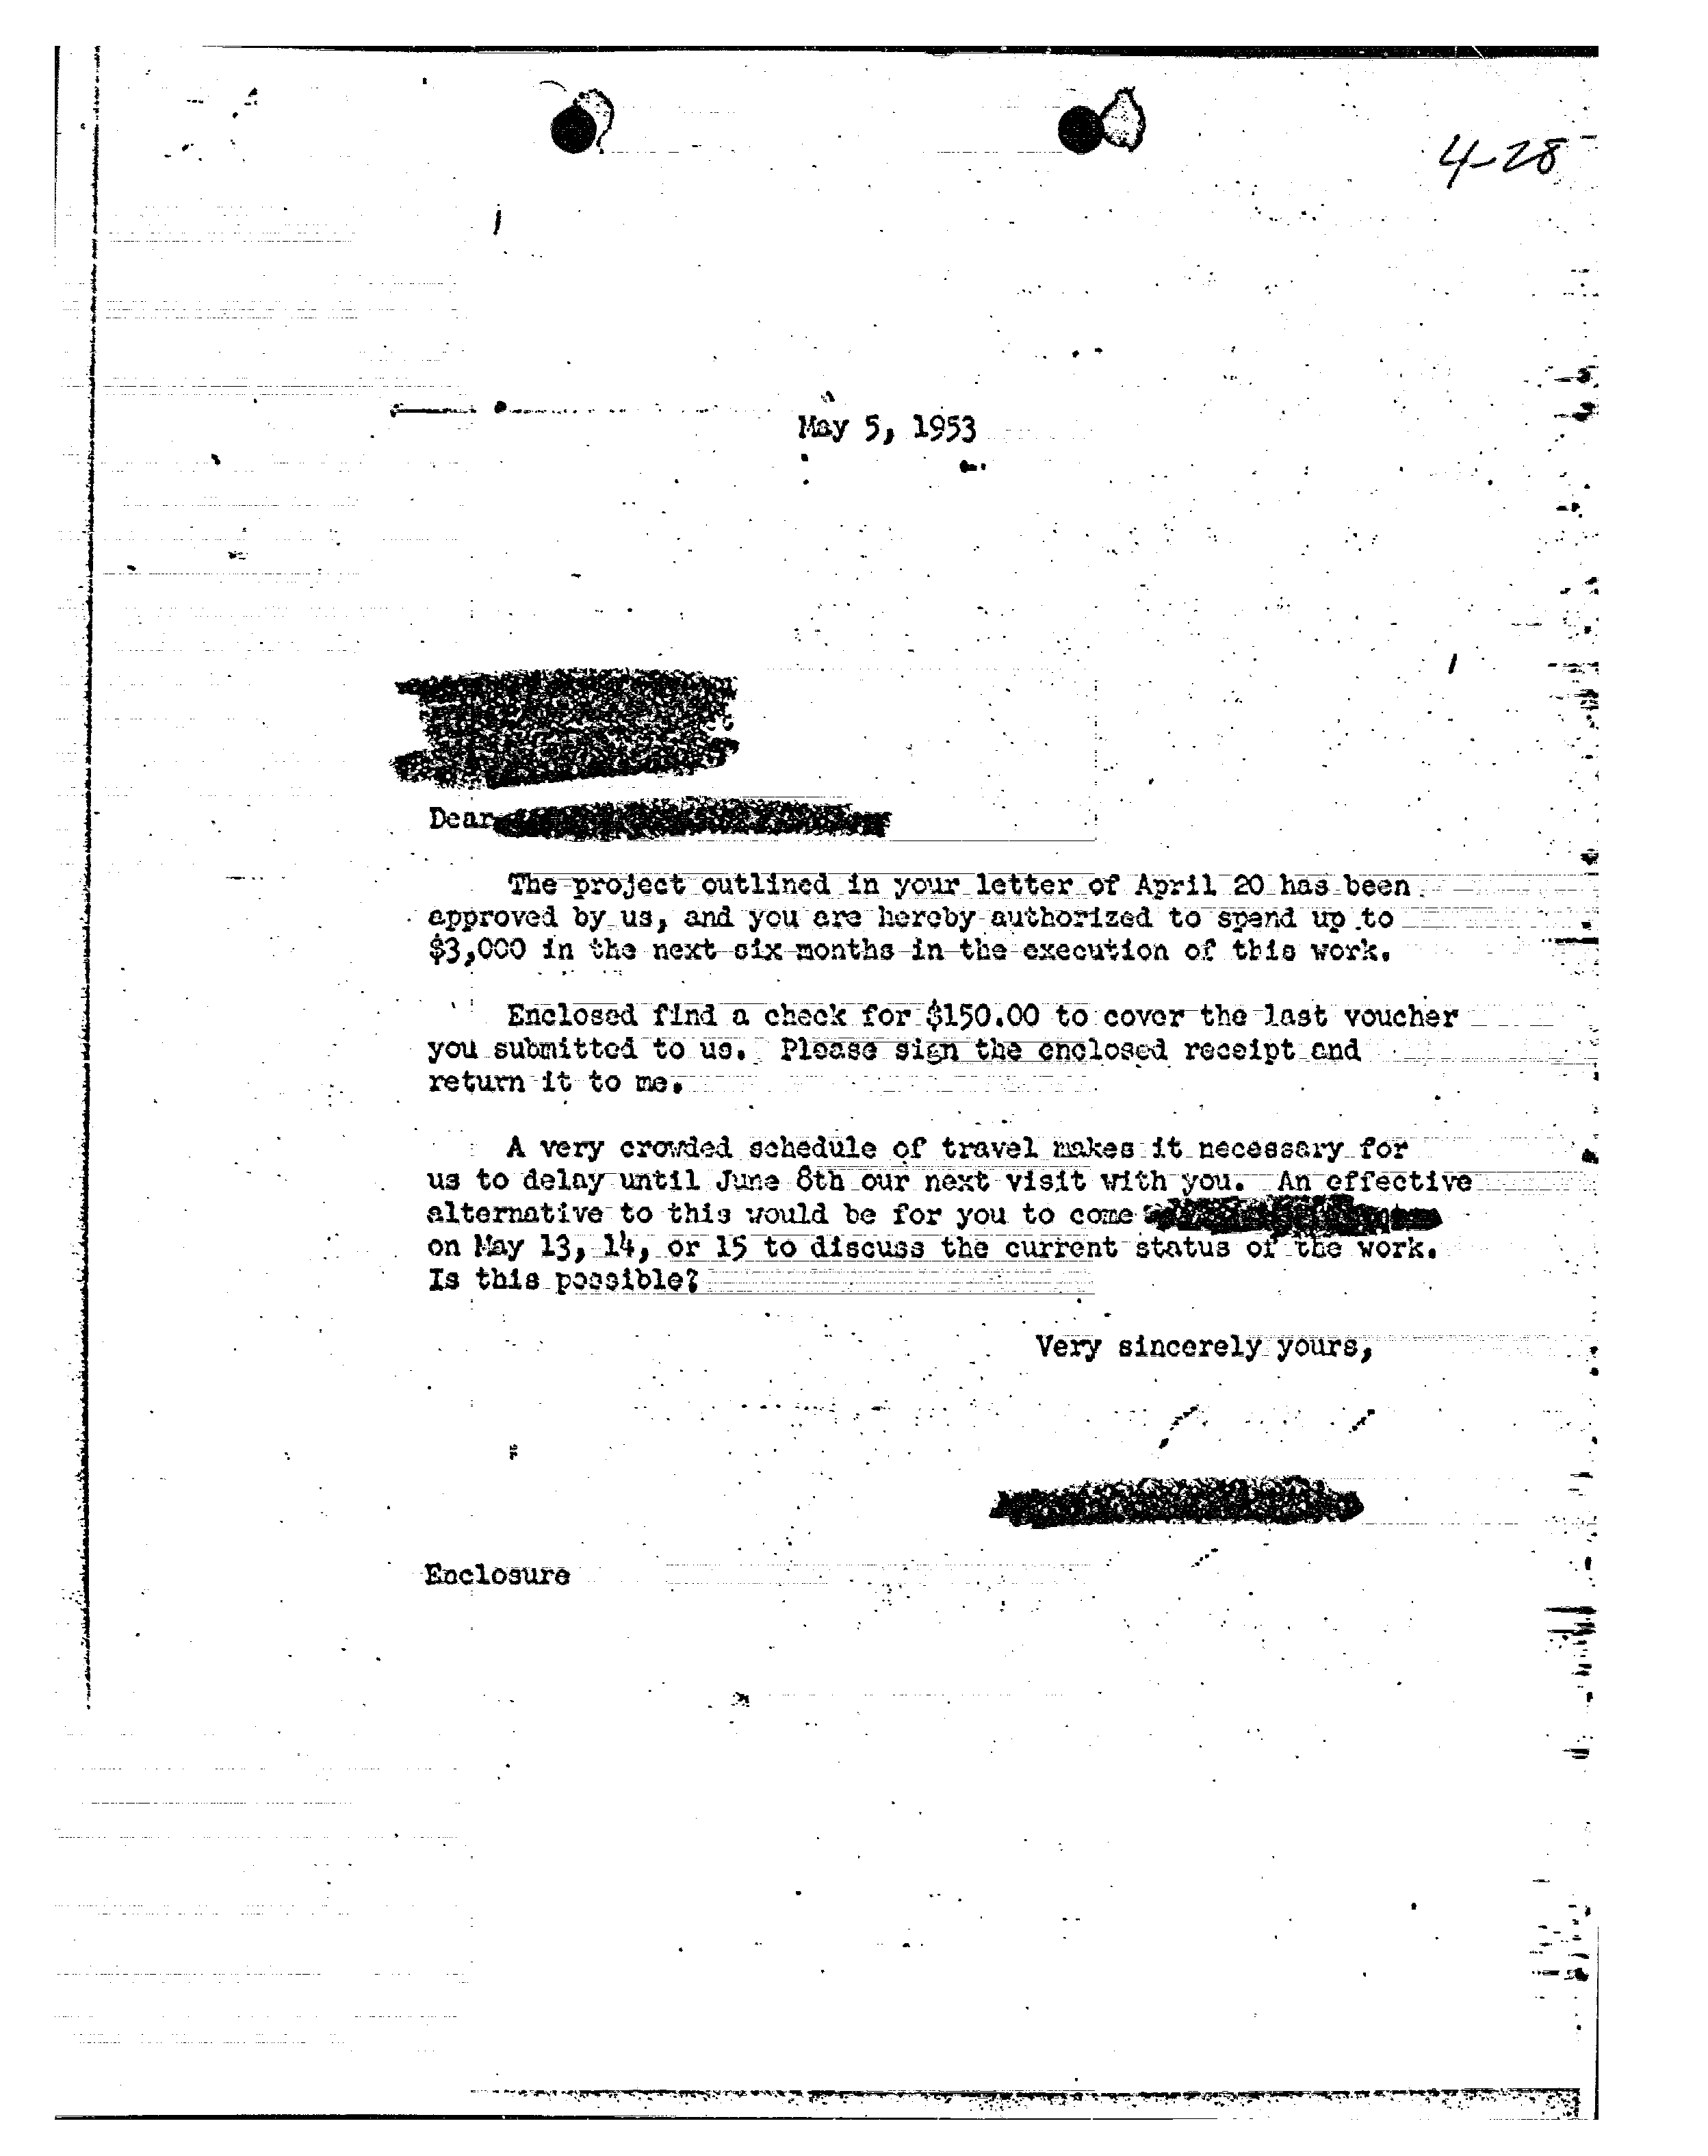 4-28
May 5, 1953
Dear
The project outlined in your letter of April 20 has been
approved by us, and you are hereby authorized to spend up to
$3,000 in the next six months in the execution of this work.
Enclosed find a check for $150.00 to cover the last voucher
you submitted to us. Please sign the enclosed receipt and
return it to me.
A very crowded schedule of travel makes it necessary for
us to delay until June 8th our next visit with you. An effective
alternative to this would be for you to come
on May 13, 14, or 15 to discuss the current status of the work.
Is this possible?
Very sincerely yours,
Enclosure